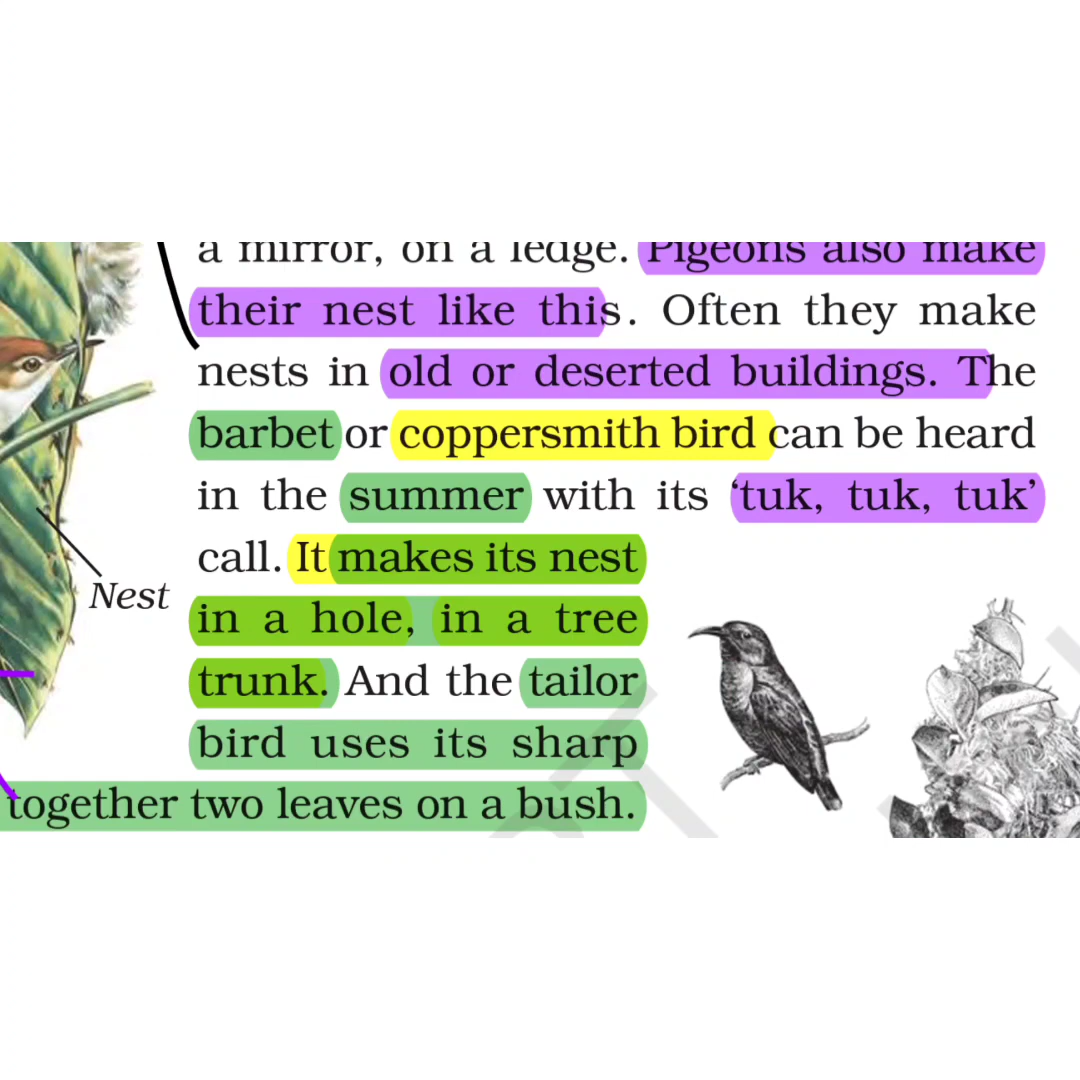 a mirror, on a ledge. Pigeons also make
their nest like this. Often they make
nests in old or deserted buildings. The
barbet or coppersmith bird can be heard
in the summer with its ‘tuk, tuk, tuk’
call. It makes its nest
Nest
in a hole, in a tree
trunk. And the tailor
bird uses its sharp
together two leaves on a bush.